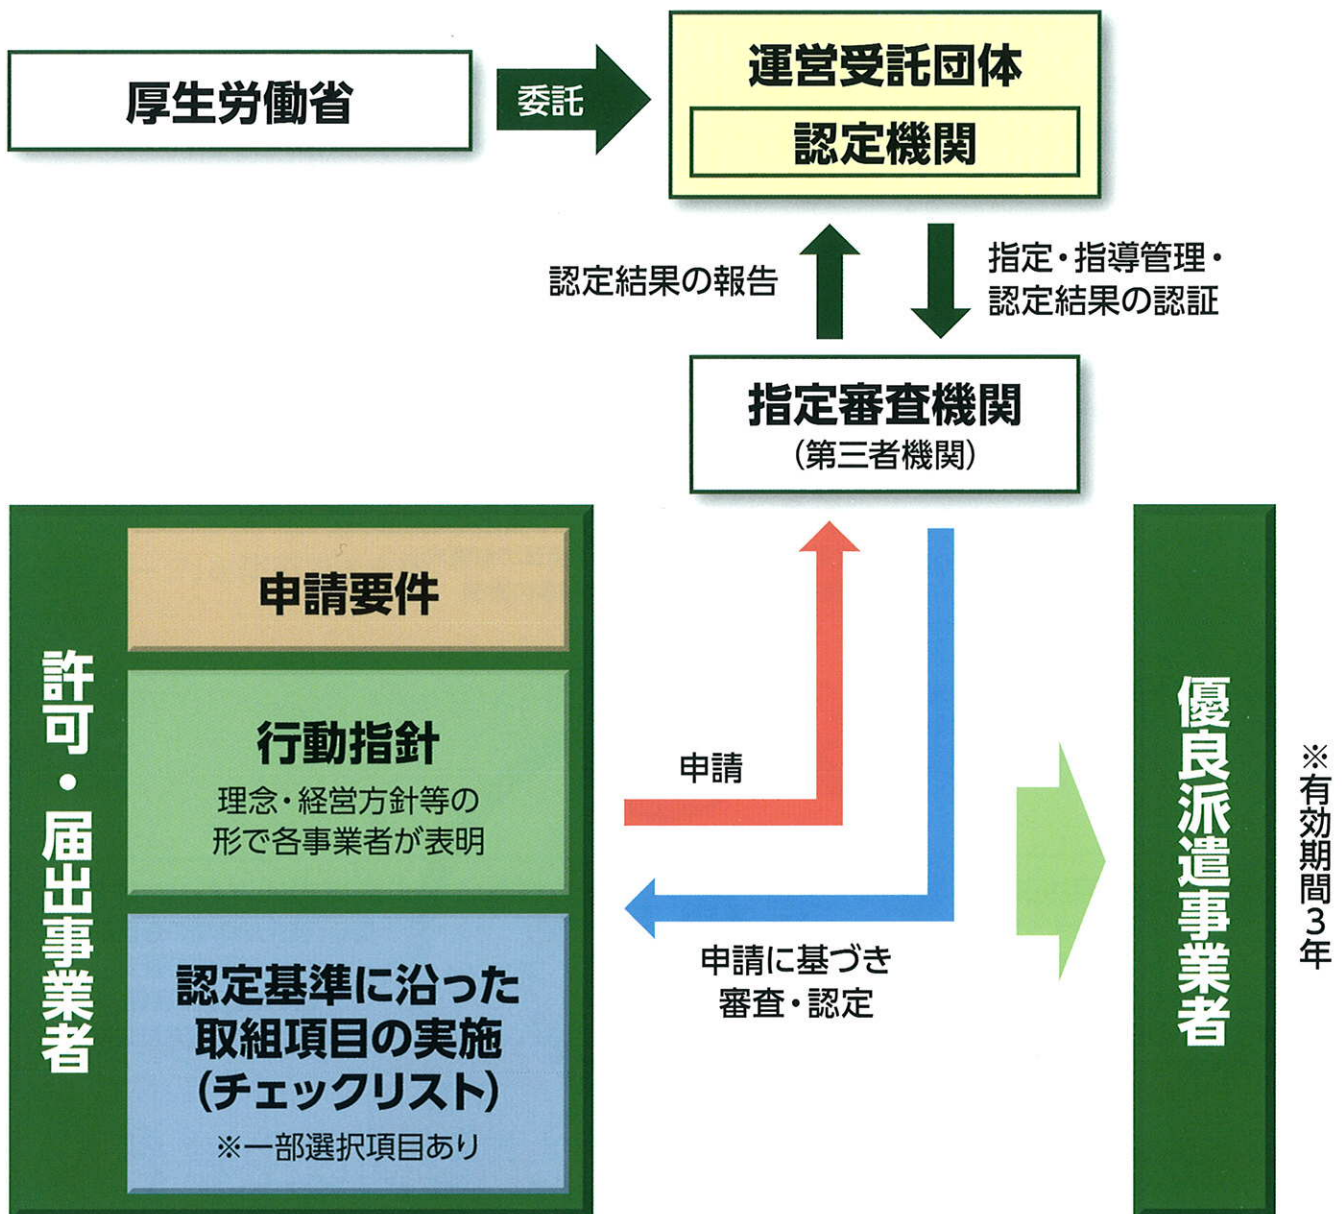 厚生労働省
委託
運営受託団体
認定機関
認定結果の報告
指定・指導管理・
認定結果の認証
指定審査機関
(第三者機関)
許可・届出事業者
申請要件
行動指針
理念・経営方針等の
形で各事業者が表明
認定基準に沿った
取組項目の実施
(チェックリスト)
※一部選択項目あり
申請
申請に基づき
審査・認定
優良派遣事業者
※有効期間3年